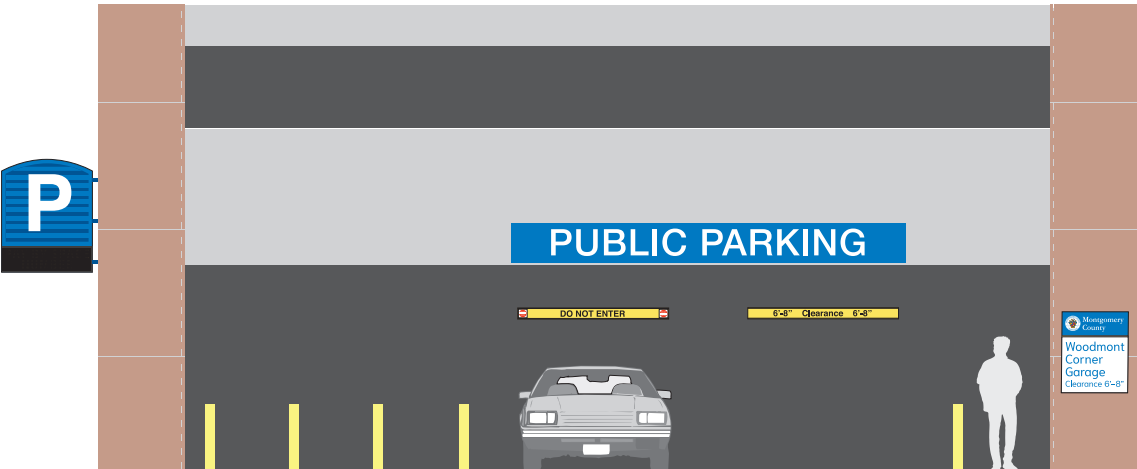 P
PUBLIC PARKING
DO NOT ENTER
6'-8" Clearance 6'-8"
Montgomery
County
Woodmont
Corner
Garage
Clearance 6'-8"